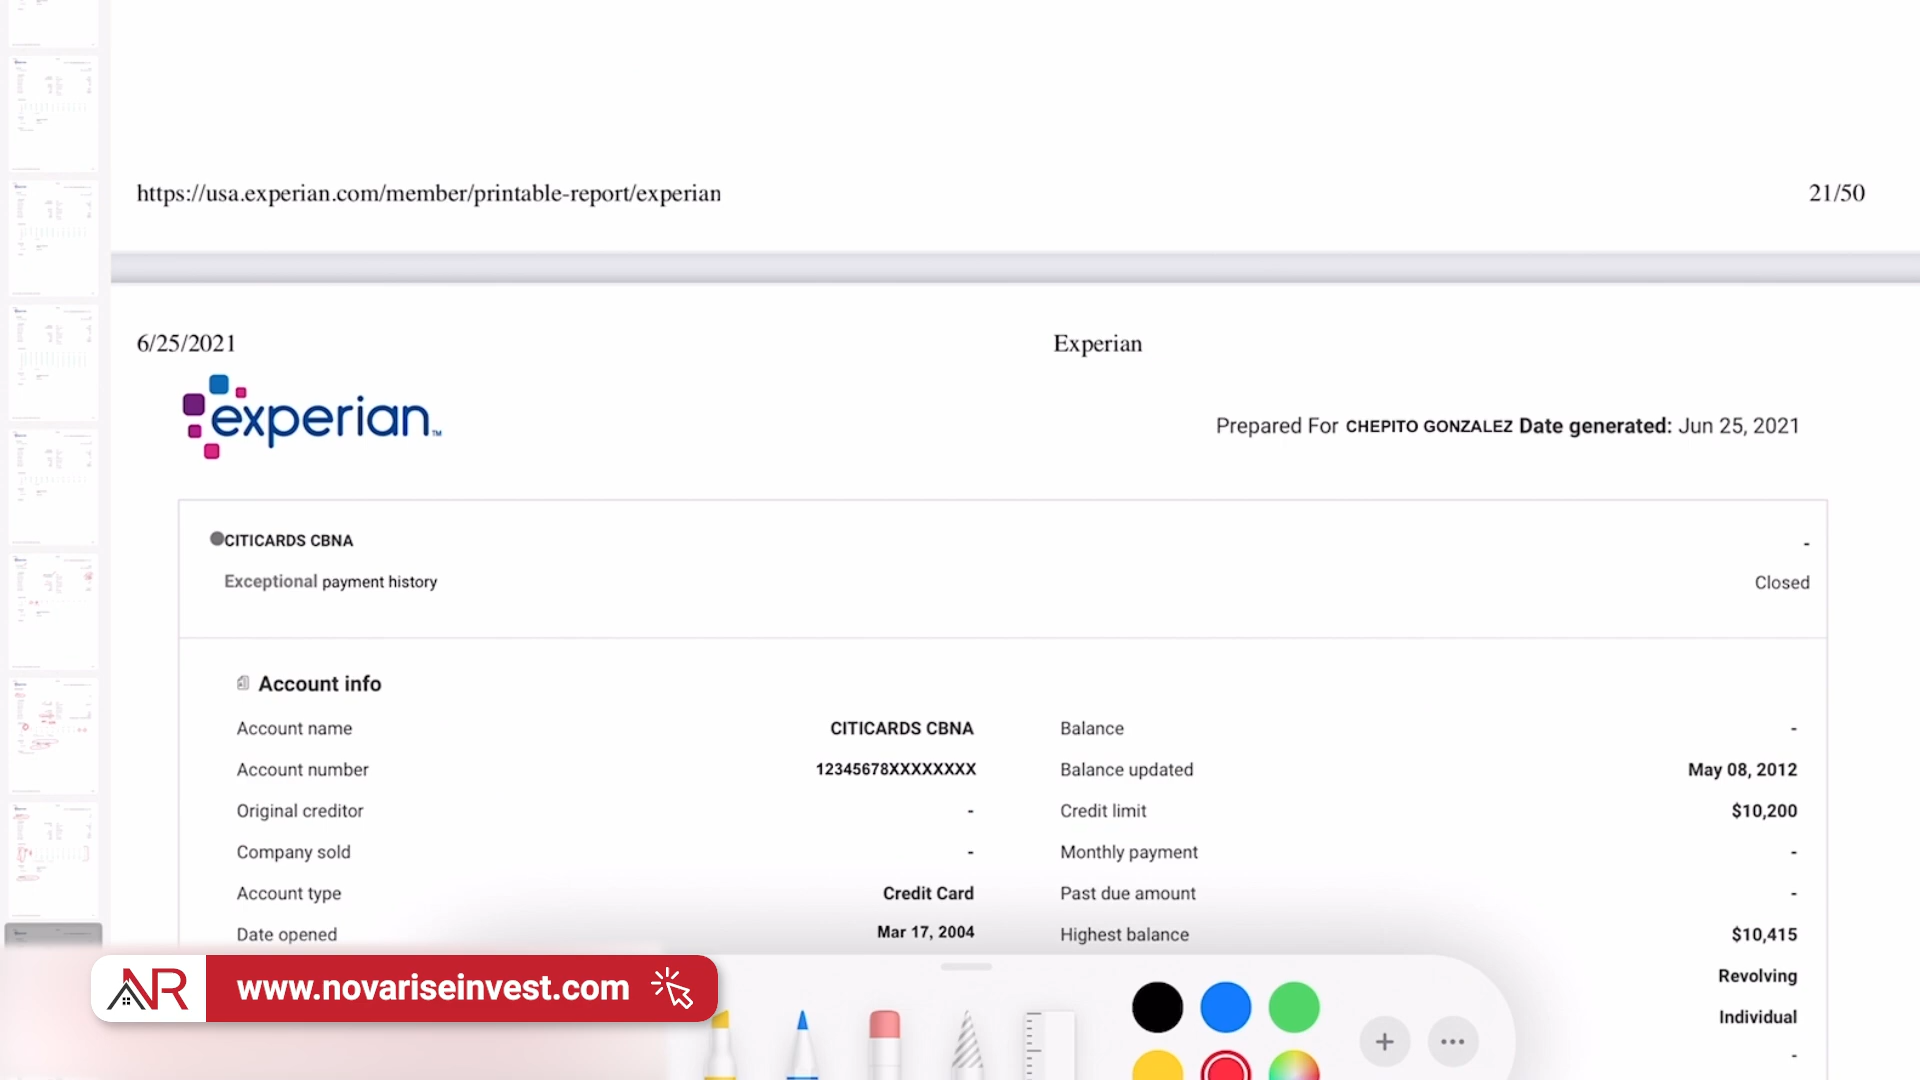 https://usa.experian.com/member/printable-report/experian 21/50
6/25/2021 Experian
experian™
Prepared For CHEPITO GONZALEZ Date generated: Jun 25, 2021
CITICARDS CBNA -
Exceptional payment history Closed
Account info
Account name CITICARDS CBNA Balance -
Account number 12345678XXXXXXXX Balance updated May 08, 2012
Original creditor - Credit limit $10,200
Company sold - Monthly payment -
Account type Credit Card Past due amount -
Date opened Mar 17, 2004 Highest balance $10,415
Revolving
Individual
-
NR www.novariseinvest.com